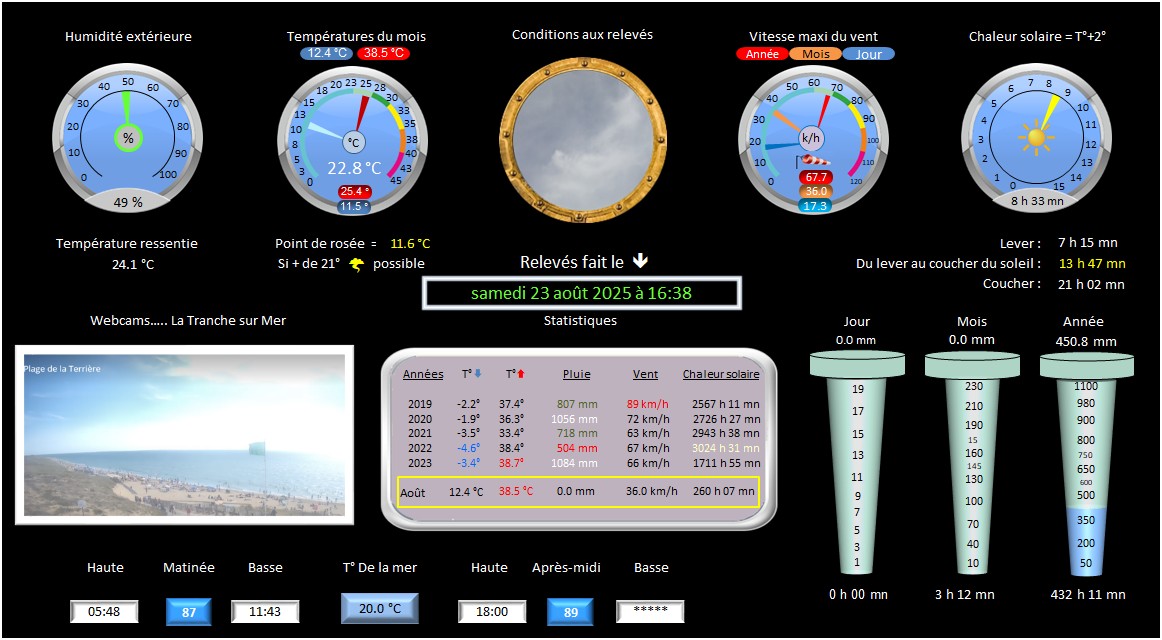 Humidité extérieure
Températures du mois
12.4 °C 38.5 °C
Conditions aux relevés
Vitesse maxi du vent
Année Mois Jour
Chaleur solaire = T°+2°
0 10 20 30 40 50 60 70 80 90 100
%
49 %
0 3 5 8 10 13 15 18 20 23 25 28 30 33 35 38 40 43 45
°C
22.8 °C
25.4 °
11.5 °
0 10 20 30 40 50 60 70 80 90 100 110 120
k/h
67.7
36.0
17.3
0 1 2 3 4 5 6 7 8 9 10 11 12 13 14 15
8 h 33 mn
Température ressentie
24.1 °C
Point de rosée = 11.6 °C
Si + de 21° possible
Relevés fait le
samedi 23 août 2025 à 16:38
Lever : 7 h 15 mn
Du lever au coucher du soleil : 13 h 47 mn
Coucher : 21 h 02 mn
Webcams..... La Tranche sur Mer
Plage de la Terrière
Statistiques
Années T° T° Pluie Vent Chaleur solaire
2019 -2.2° 37.4° 807 mm 89 km/h 2567 h 11 mn
2020 -1.9° 36.3° 1056 mm 72 km/h 2726 h 27 mn
2021 -3.5° 33.4° 718 mm 63 km/h 2943 h 38 mn
2022 -4.6° 38.4° 504 mm 67 km/h 3024 h 31 mn
2023 -3.4° 38.7° 1084 mm 66 km/h 1711 h 55 mn
Août 12.4 °C 38.5 °C 0.0 mm 36.0 km/h 260 h 07 mn
Jour
0.0 mm
19
17
15
13
11
9
7
5
3
1
0 h 00 mn
Mois
0.0 mm
230
210
190
15
160
145
130
100
70
40
10
3 h 12 mn
Année
450.8 mm
1100
980
900
800
750
650
600
500
350
200
50
432 h 11 mn
Haute Matinée Basse T° De la mer Haute Après-midi Basse
05:48 87 11:43 20.0 °C 18:00 89 *****